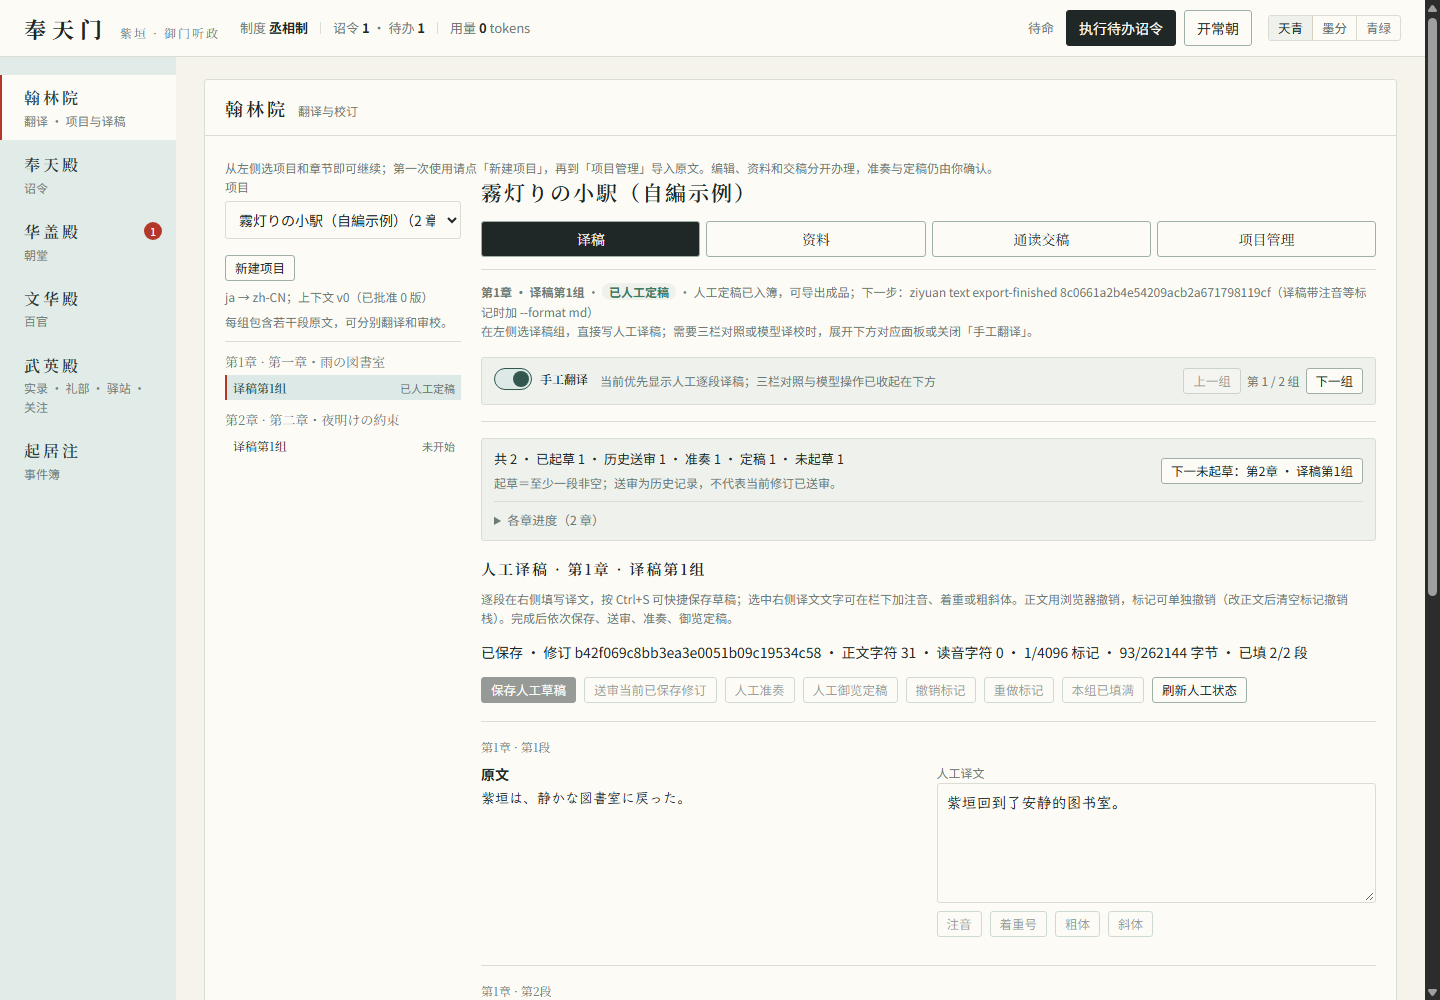 奉天门 紫垣 · 御门听政 制度 丞相制 诏令 1 · 待办 1 用量 0 tokens 待命 执行待办诏令 开常朝 天青 墨分 青绿
翰林院
翻译 · 项目与译稿
奉天殿
诏令
华盖殿 1
朝堂
文华殿
百官
武英殿
实录 · 礼部 · 驿站 ·
关注
起居注
事件簿
翰林院 翻译与校订
从左侧选项目和章节即可继续；第一次使用请点「新建项目」，再到「项目管理」导入原文。编辑、资料和交稿分开办理，准奏与定稿仍由你确认。
项目
霧灯りの小駅（自編示例）（2 章
新建项目
ja → zh-CN；上下文 v0（已批准 0 版）
每组包含若干段原文，可分别翻译和审校。
第1章 · 第一章・雨の図書室
译稿第1组 已人工定稿
第2章 · 第二章・夜明けの約束
译稿第1组 未开始
霧灯りの小駅（自編示例）
译稿 资料 通读交稿 项目管理
第1章 · 译稿第1组 · 已人工定稿 · 人工定稿已入簿，可导出成品；下一步：ziyuan text export-finished 8c0661a2b4e54209acb2a671798119cf（译稿带注音等标
记时加 --format md）
在左侧选译稿组，直接写人工译稿；需要三栏对照或模型译校时，展开下方对应面板或关闭「手工翻译」。
手工翻译 当前优先显示人工逐段译稿；三栏对照与模型操作已收起在下方 上一组 第 1 / 2 组 下一组
共 2 · 已起草 1 · 历史送审 1 · 准奏 1 · 定稿 1 · 未起草 1
起草＝至少一段非空；送审为历史记录，不代表当前修订已送审。
下一未起草：第2章 · 译稿第1组
▶ 各章进度（2 章）
人工译稿 · 第1章 · 译稿第1组
逐段在右侧填写译文，按 Ctrl+S 可快捷保存草稿；选中右侧译文文字可在栏下加注音、着重或粗斜体。正文用浏览器撤销，标记可单独撤销（改正文后清空标记撤销
栈）。完成后依次保存、送审、准奏、御览定稿。
已保存 · 修订 b42f069c8bb3ea3e0051b09c19534c58 · 正文字符 31 · 读音字符 0 · 1/4096 标记 · 93/262144 字节 · 已填 2/2 段
保存人工草稿 送审当前已保存修订 人工准奏 人工御览定稿 撤销标记 重做标记 本组已填满 刷新人工状态
第1章 · 第1段
原文
紫垣は、静かな図書室に戻った。
人工译文
紫垣回到了安静的图书室。
注音 着重号 粗体 斜体
第1章 · 第2段